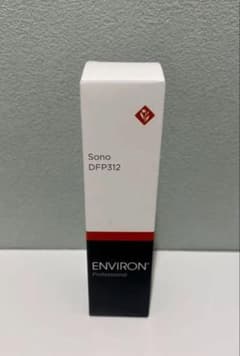 Sono
DFP312
ENVIRON®
Professional